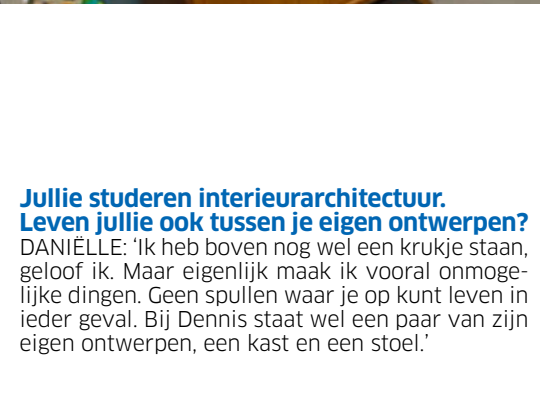 Jullie studeren interieurarchitectuur.
Leven jullie ook tussen je eigen ontwerpen?
DANIËLLE: ‘Ik heb boven nog wel een krukje staan,
geloof ik. Maar eigenlijk maak ik vooral onmoge-
lijke dingen. Geen spullen waar je op kunt leven in
ieder geval. Bij Dennis staat wel een paar van zijn
eigen ontwerpen, een kast en een stoel.’